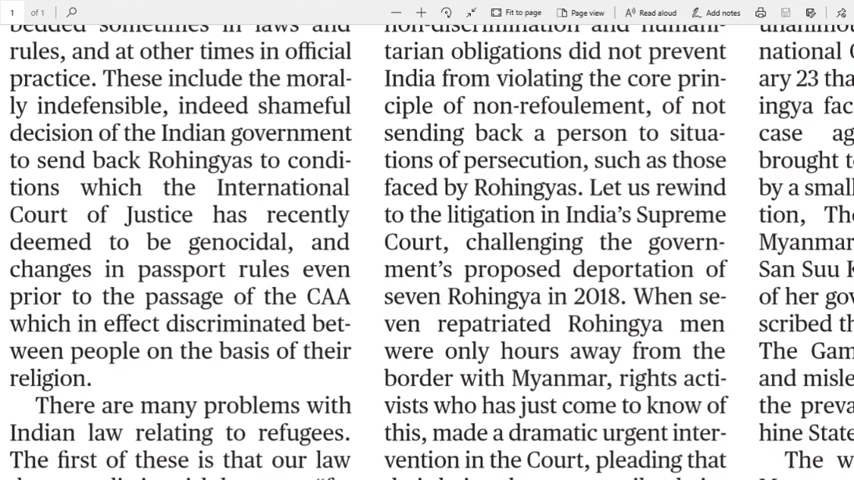 1 of 1
Fit to page
Page view
Read aloud
Add notes
bedded sometimes in laws and
rules, and at other times in official
practice. These include the moral-
ly indefensible, indeed shameful
decision of the Indian government
to send back Rohingyas to condi-
tions which the International
Court of Justice has recently
deemed to be genocidal, and
changes in passport rules even
prior to the passage of the CAA
which in effect discriminated bet-
ween people on the basis of their
religion.
There are many problems with
Indian law relating to refugees.
The first of these is that our law
non-discrimination and humani-
tarian obligations did not prevent
India from violating the core prin-
ciple of non-refoulement, of not
sending back a person to situa-
tions of persecution, such as those
faced by Rohingyas. Let us rewind
to the litigation in India’s Supreme
Court, challenging the govern-
ment’s proposed deportation of
seven Rohingya in 2018. When se-
ven repatriated Rohingya men
were only hours away from the
border with Myanmar, rights acti-
vists who has just come to know of
this, made a dramatic urgent inter-
vention in the Court, pleading that
national
ary 23 tha
ingya fac
case ag
brought t
by a small
tion, The
Myanmar
San Suu K
of her gov
scribed th
The Gam
and misle
the preva
hine State
The w